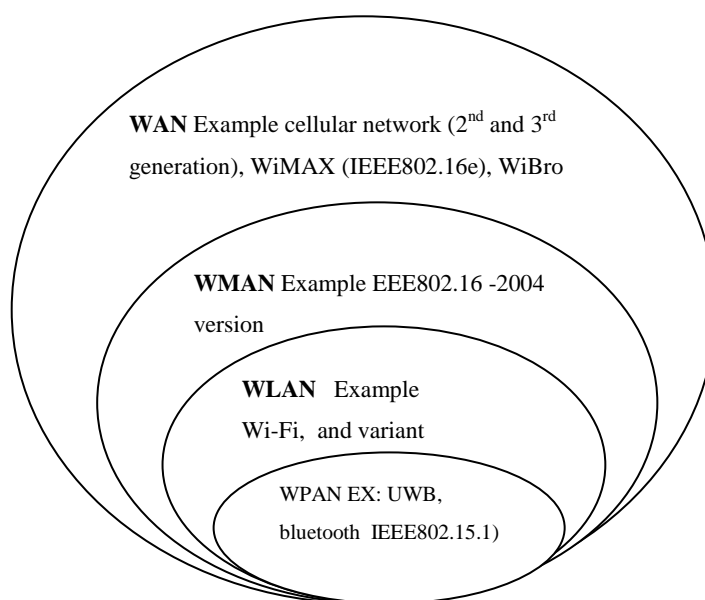 WAN Example cellular network (2nd and 3rd
generation), WiMAX (IEEE802.16e), WiBro
WMAN Example EEE802.16 -2004
version
WLAN Example
Wi-Fi, and variant
WPAN EX: UWB,
bluetooth IEEE802.15.1)